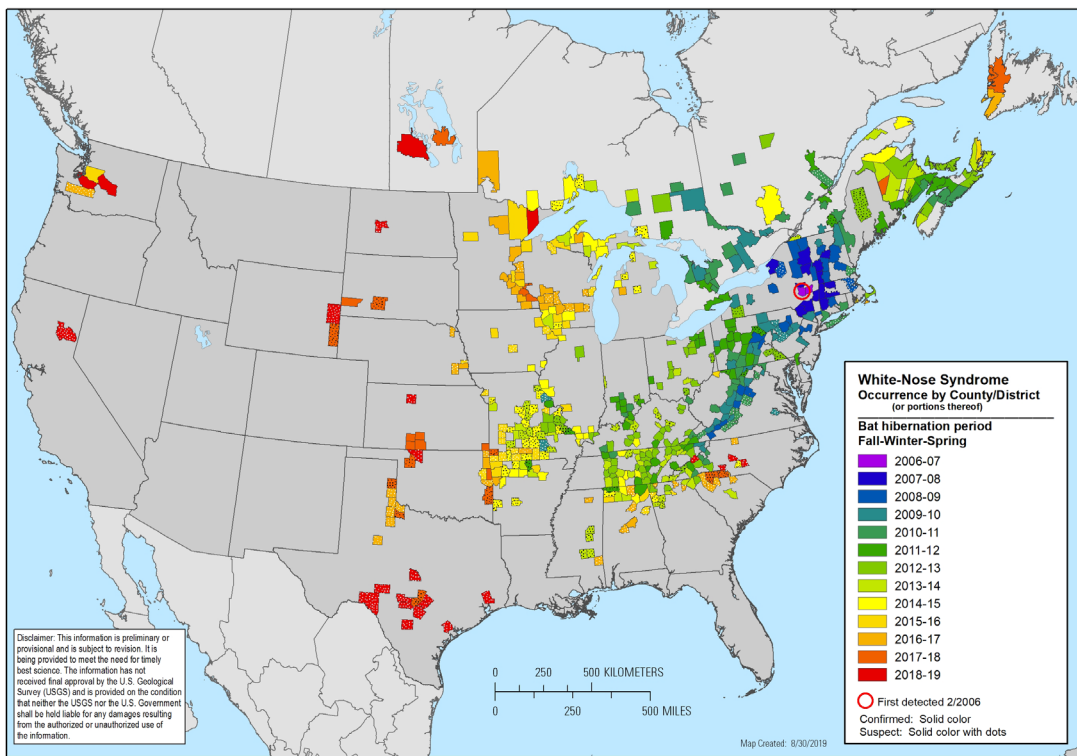 White-Nose Syndrome
Occurrence by County/District
(or portions thereof)
Bat hibernation period
Fall-Winter-Spring
2006-07
2007-08
2008-09
2009-10
2010-11
2011-12
2012-13
2013-14
2014-15
2015-16
2016-17
2017-18
2018-19
First detected 2/2006
Confirmed: Solid color
Suspect: Solid color with dots
Disclaimer: This information is preliminary or
provisional and is subject to revision. It is
being provided to meet the need for timely
best science. The information has not
received final approval by the U.S. Geological
Survey (USGS) and is provided on the condition
that neither the USGS nor the U.S. Government
shall be held liable for any damages resulting
from the authorized or unauthorized use of
the information.
0 250 500 KILOMETERS
0 250 500 MILES
Map Created: 8/30/2019